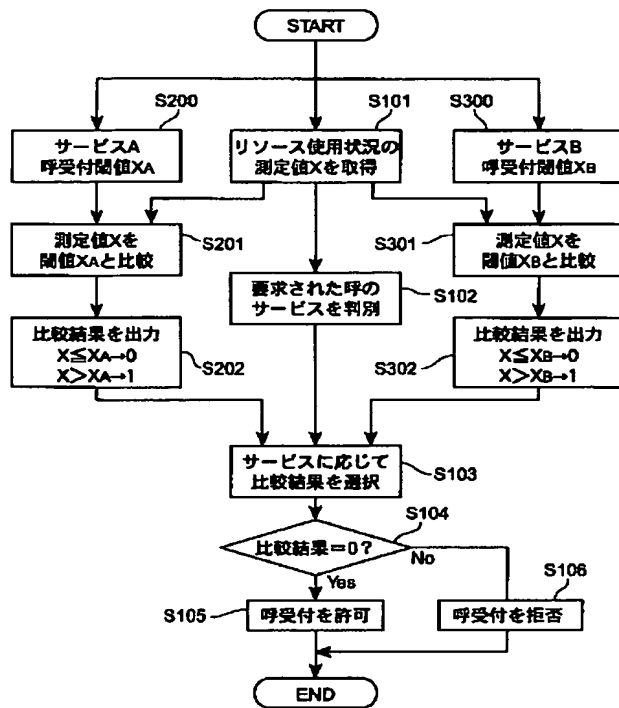 START
S200
サービスA
呼受付閾値XA
S101
リソース使用状況の
測定値Xを取得
S300
サービスB
呼受付閾値XB
測定値Xを
閾値XAと比較
S201
S301
測定値Xを
閾値XBと比較
要求された呼の
サービスを判別
S102
比較結果を出力
X≦XA→0
X>XA→1
S202
S302
比較結果を出力
X≦XB→0
X>XB→1
サービスに応じて
比較結果を選択
S103
S104
比較結果=0?
No
Yes
S105
呼受付を許可
S106
呼受付を拒否
END